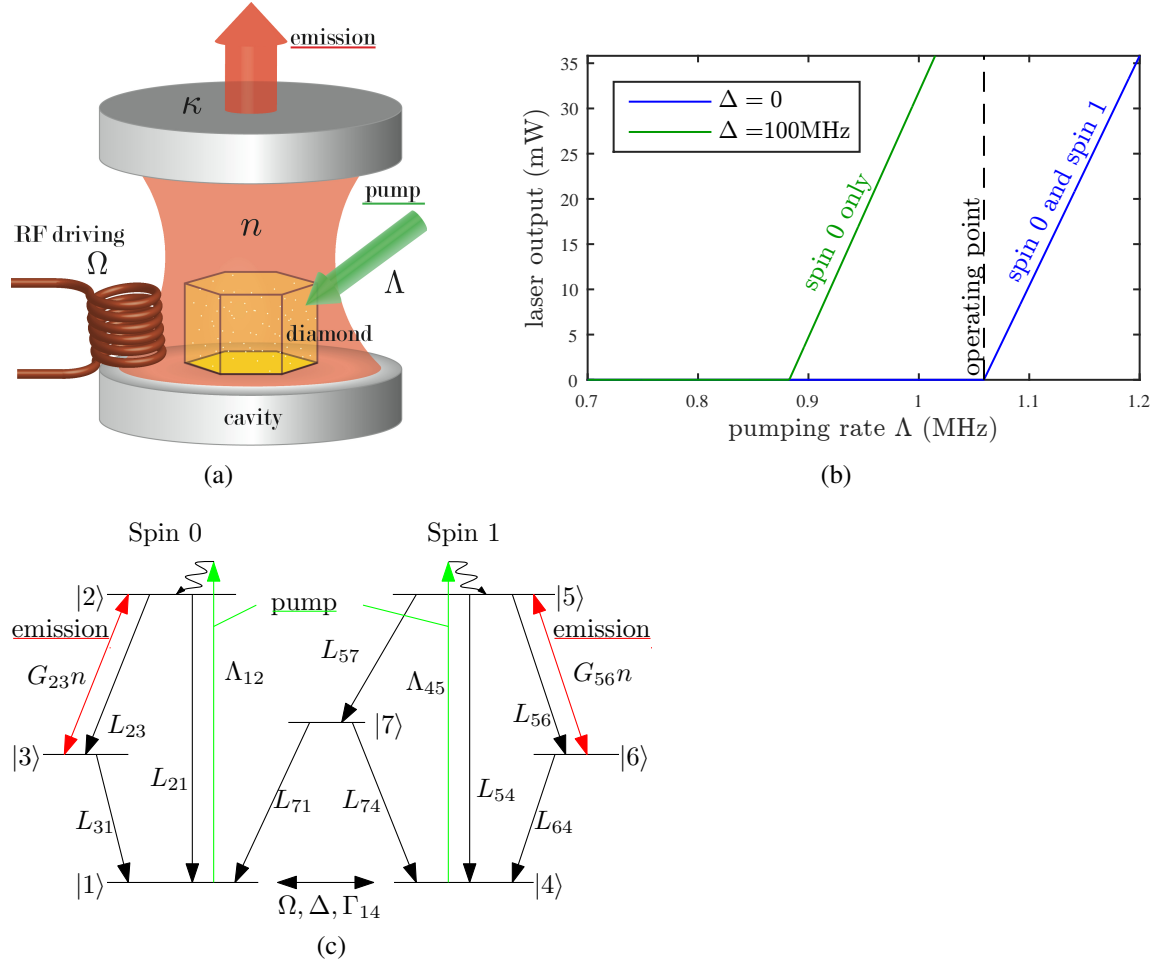 emission
κ
pump
n
RF driving
Ω
Λ
diamond
cavity
(a)
laser output (mW)
35
30
25
20
15
10
5
0
Δ = 0
Δ =100MHz
spin 0 only
operating point
spin 0 and spin 1
0.7
0.8
0.9
1
1.1
1.2
pumping rate Λ (MHz)
(b)
Spin 0
Spin 1
|2⟩
|5⟩
emission
pump
emission
G₂₃n
L₅₇
Λ₁₂
Λ₄₅
G₅₆n
L₂₃
|7⟩
L₅₆
|3⟩
|6⟩
L₂₁
L₇₁
L₇₄
L₅₄
L₃₁
L₆₄
|1⟩
|4⟩
Ω, Δ, Γ₁₄
(c)